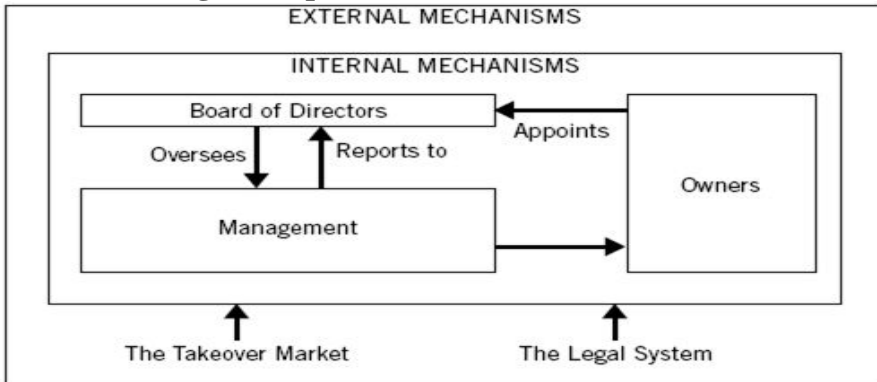 EXTERNAL MECHANISMS
INTERNAL MECHANISMS
Board of Directors
Appoints
Oversees
Reports to
Owners
Management
The Takeover Market
The Legal System